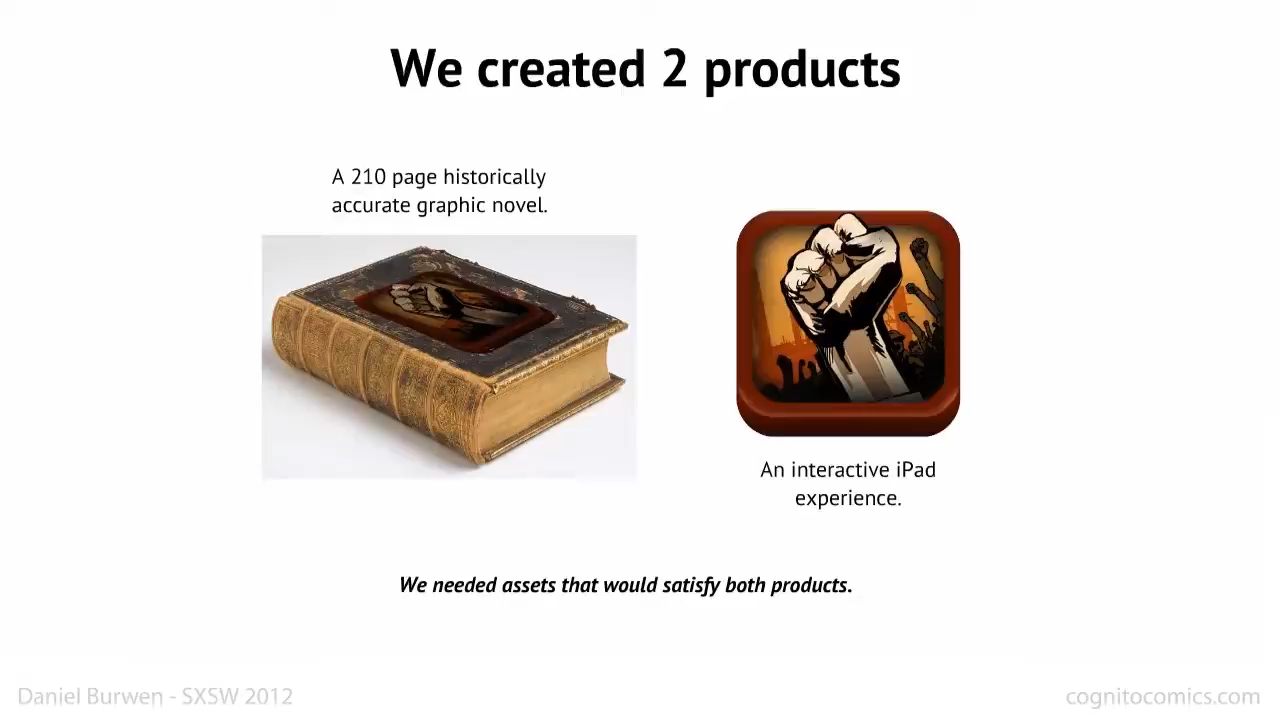 We created 2 products
A 210 page historically
accurate graphic novel.
An interactive iPad
experience.
We needed assets that would satisfy both products.
Daniel Burwen - SXSW 2012
cognitocomics.com